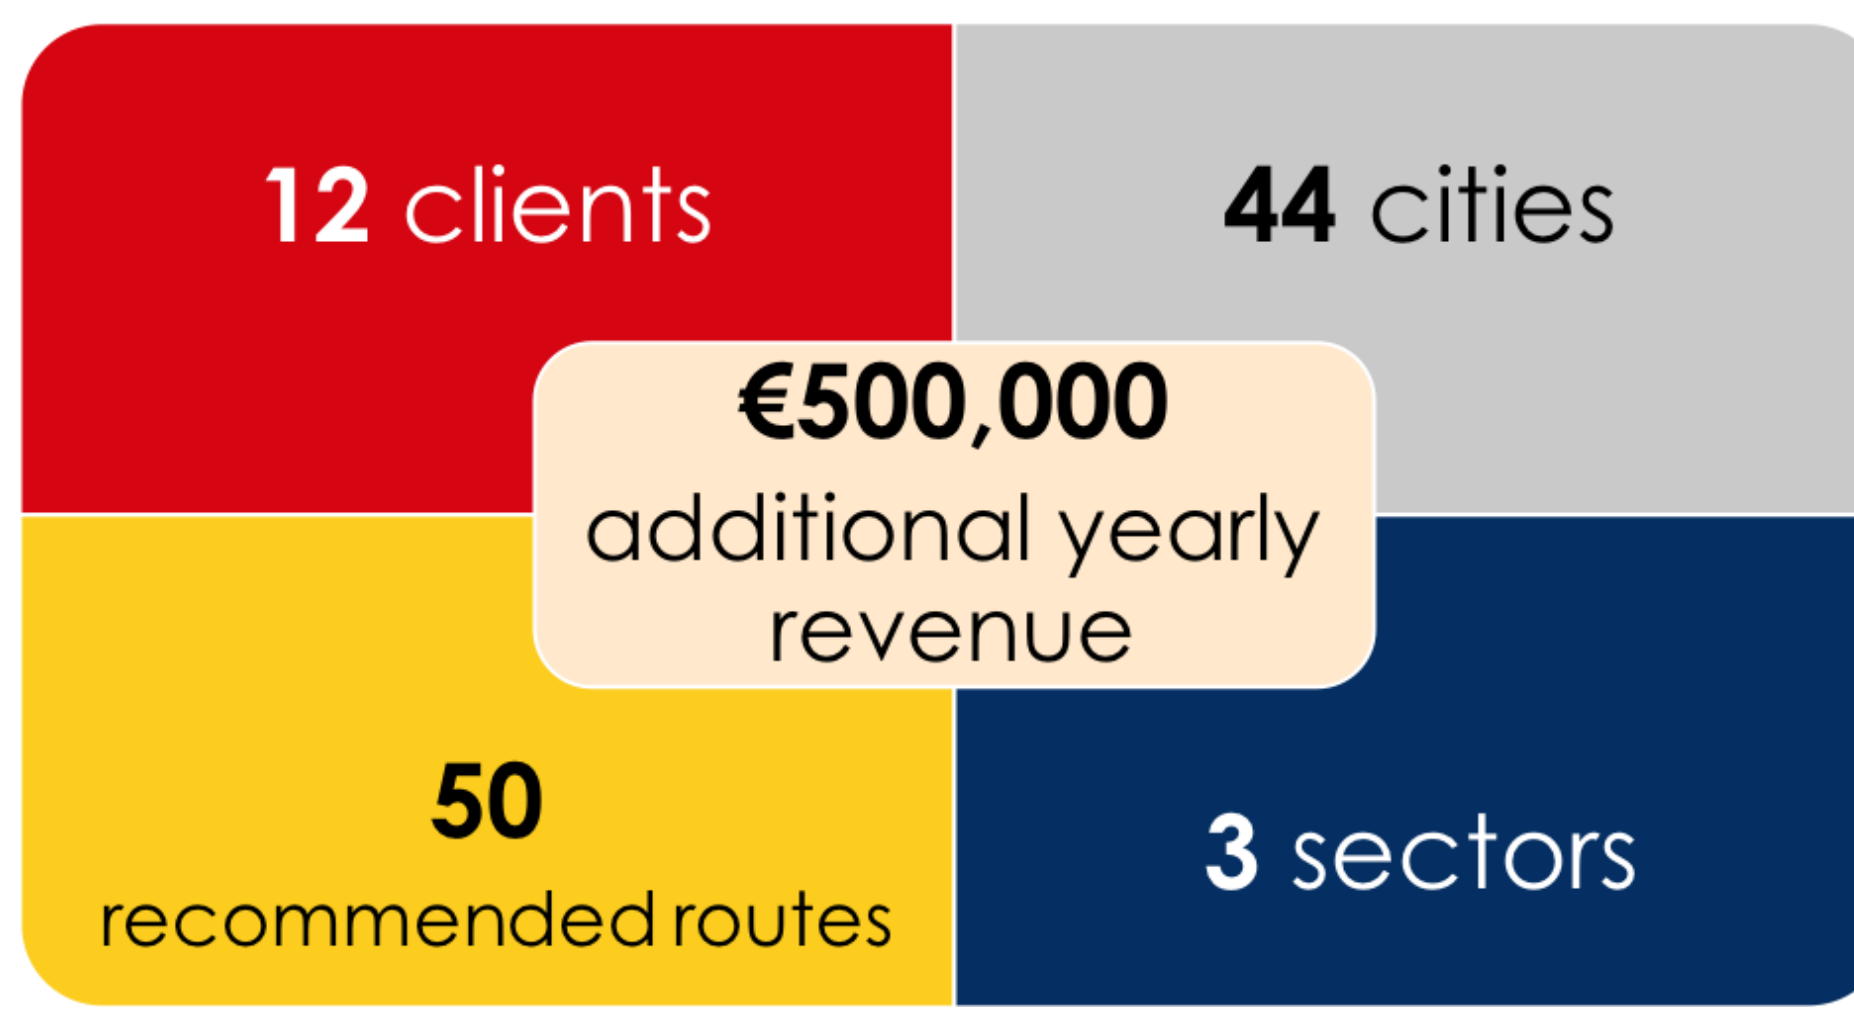 12 clients
44 cities
€500,000
additional yearly
revenue
50
recommended routes
3 sectors